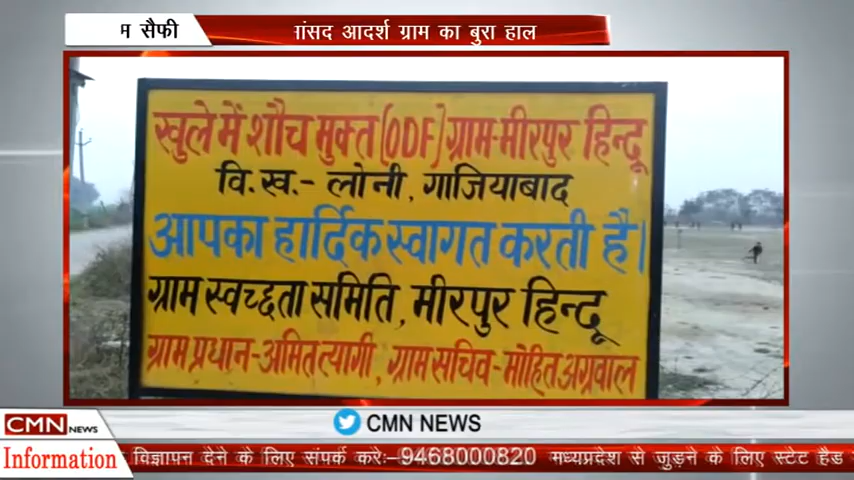 म सैफी
सांसद आदर्श ग्राम का बुरा हाल
खुले में शौच मुक्त (ODF) ग्राम-मीरपुर हिन्दू
वि.ख.- लोनी, गाजियाबाद
आपका हार्दिक स्वागत करती है।
ग्राम स्वच्छता समिति, मीरपुर हिन्दू
ग्राम प्रधान-अमित त्यागी, ग्राम सचिव-मोहित अग्रवाल
CMN NEWS
CMN NEWS
Information
विज्ञापन देने के लिए संपर्क करे:-9468000820 मध्यप्रदेश से जुड़ने के लिए स्टेट हैड